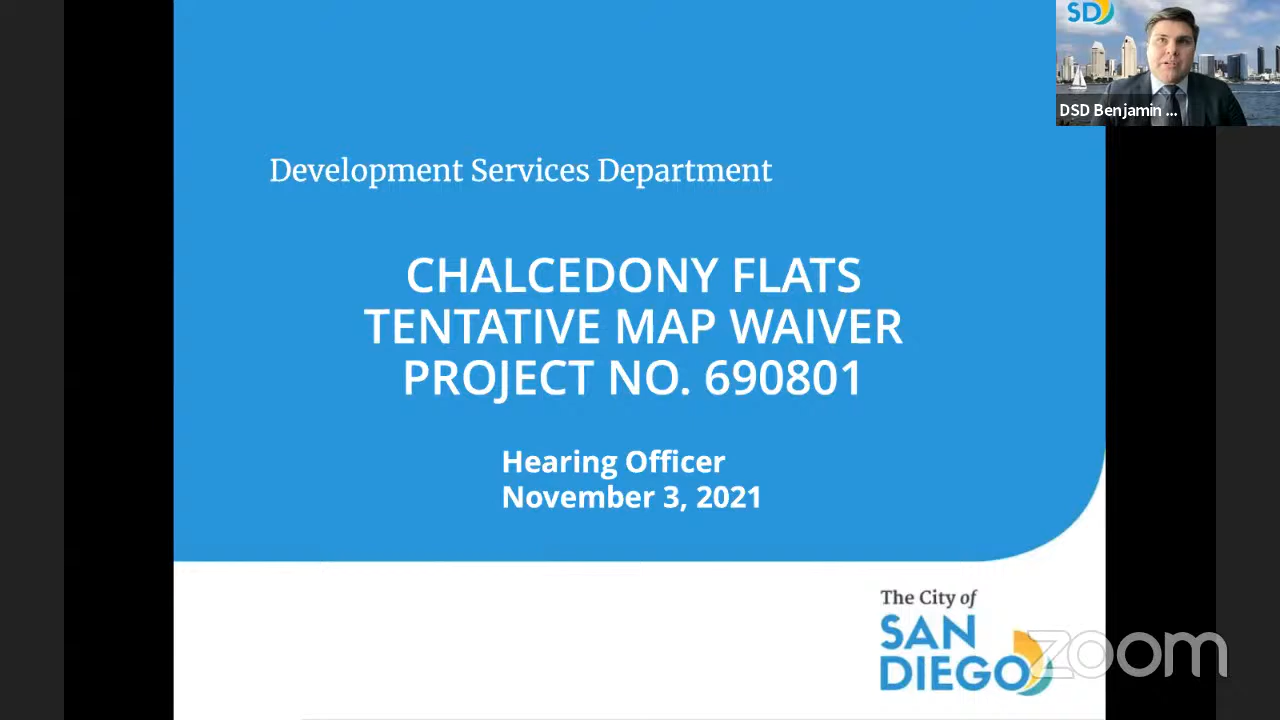 SD
DSD Benjamin ...
Development Services Department
CHALCEDONY FLATS
TENTATIVE MAP WAIVER
PROJECT NO. 690801
Hearing Officer
November 3, 2021
The City of
SAN
DIEGO
zoom